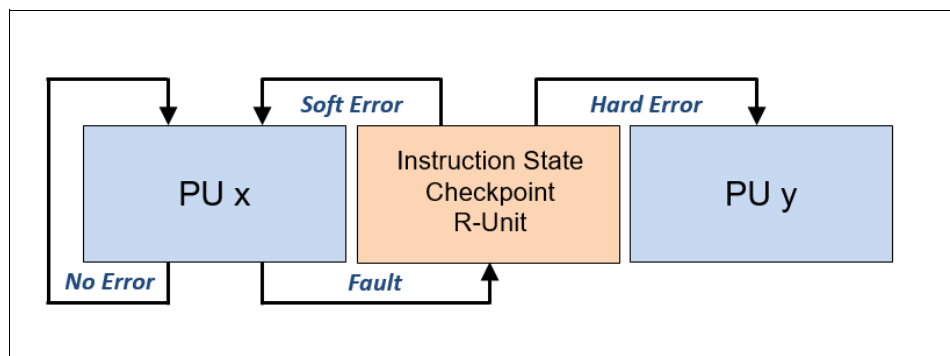 Soft Error
Hard Error
PU x
Instruction State
Checkpoint
R-Unit
PU y
No Error
Fault